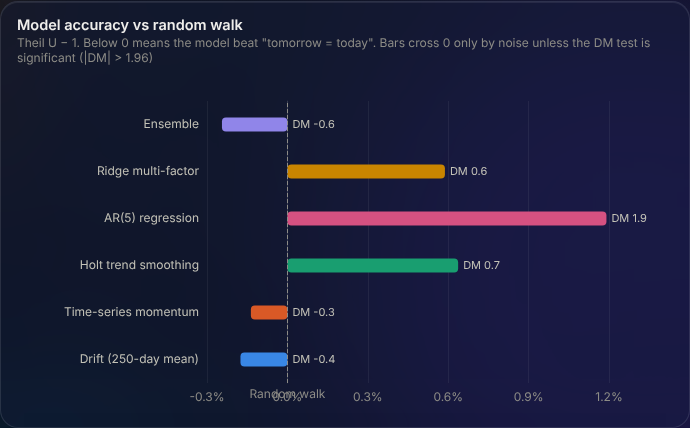 Model accuracy vs random walk
Theil U − 1. Below 0 means the model beat "tomorrow = today". Bars cross 0 only by noise unless the DM test is
significant (|DM| > 1.96)
Ensemble
DM -0.6
Ridge multi-factor
DM 0.6
AR(5) regression
DM 1.9
Holt trend smoothing
DM 0.7
Time-series momentum
DM -0.3
Drift (250-day mean)
DM -0.4
Random walk
-0.3%
0.0%
0.3%
0.6%
0.9%
1.2%